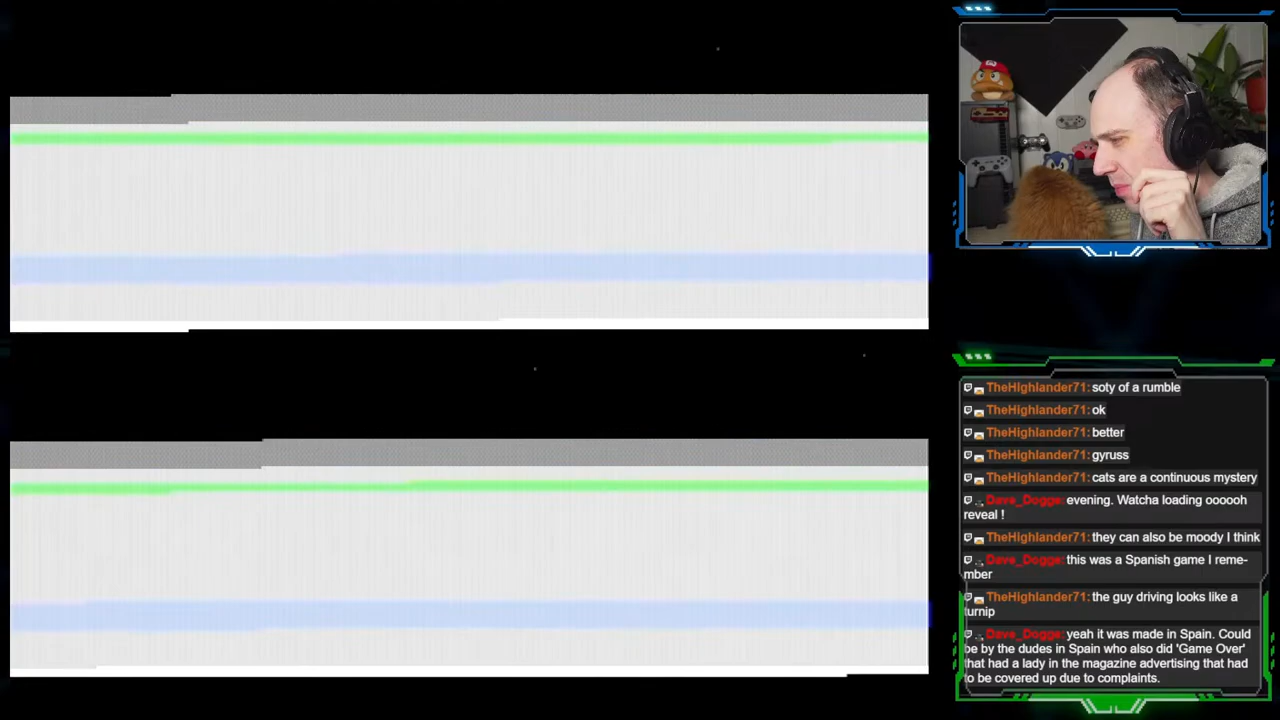 TheHighlander71: soty of a rumble
TheHighlander71: ok
TheHighlander71: better
TheHighlander71: gyruss
TheHighlander71: cats are a continuous mystery
Dave_Dogge: evening. Watcha loading oooooh
reveal !
TheHighlander71: they can also be moody I think
Dave_Dogge: this was a Spanish game I reme-
mber
TheHighlander71: the guy driving looks like a
turnip
Dave_Dogge: yeah it was made in Spain. Could
be by the dudes in Spain who also did 'Game Over'
that had a lady in the magazine advertising that had
to be covered up due to complaints.